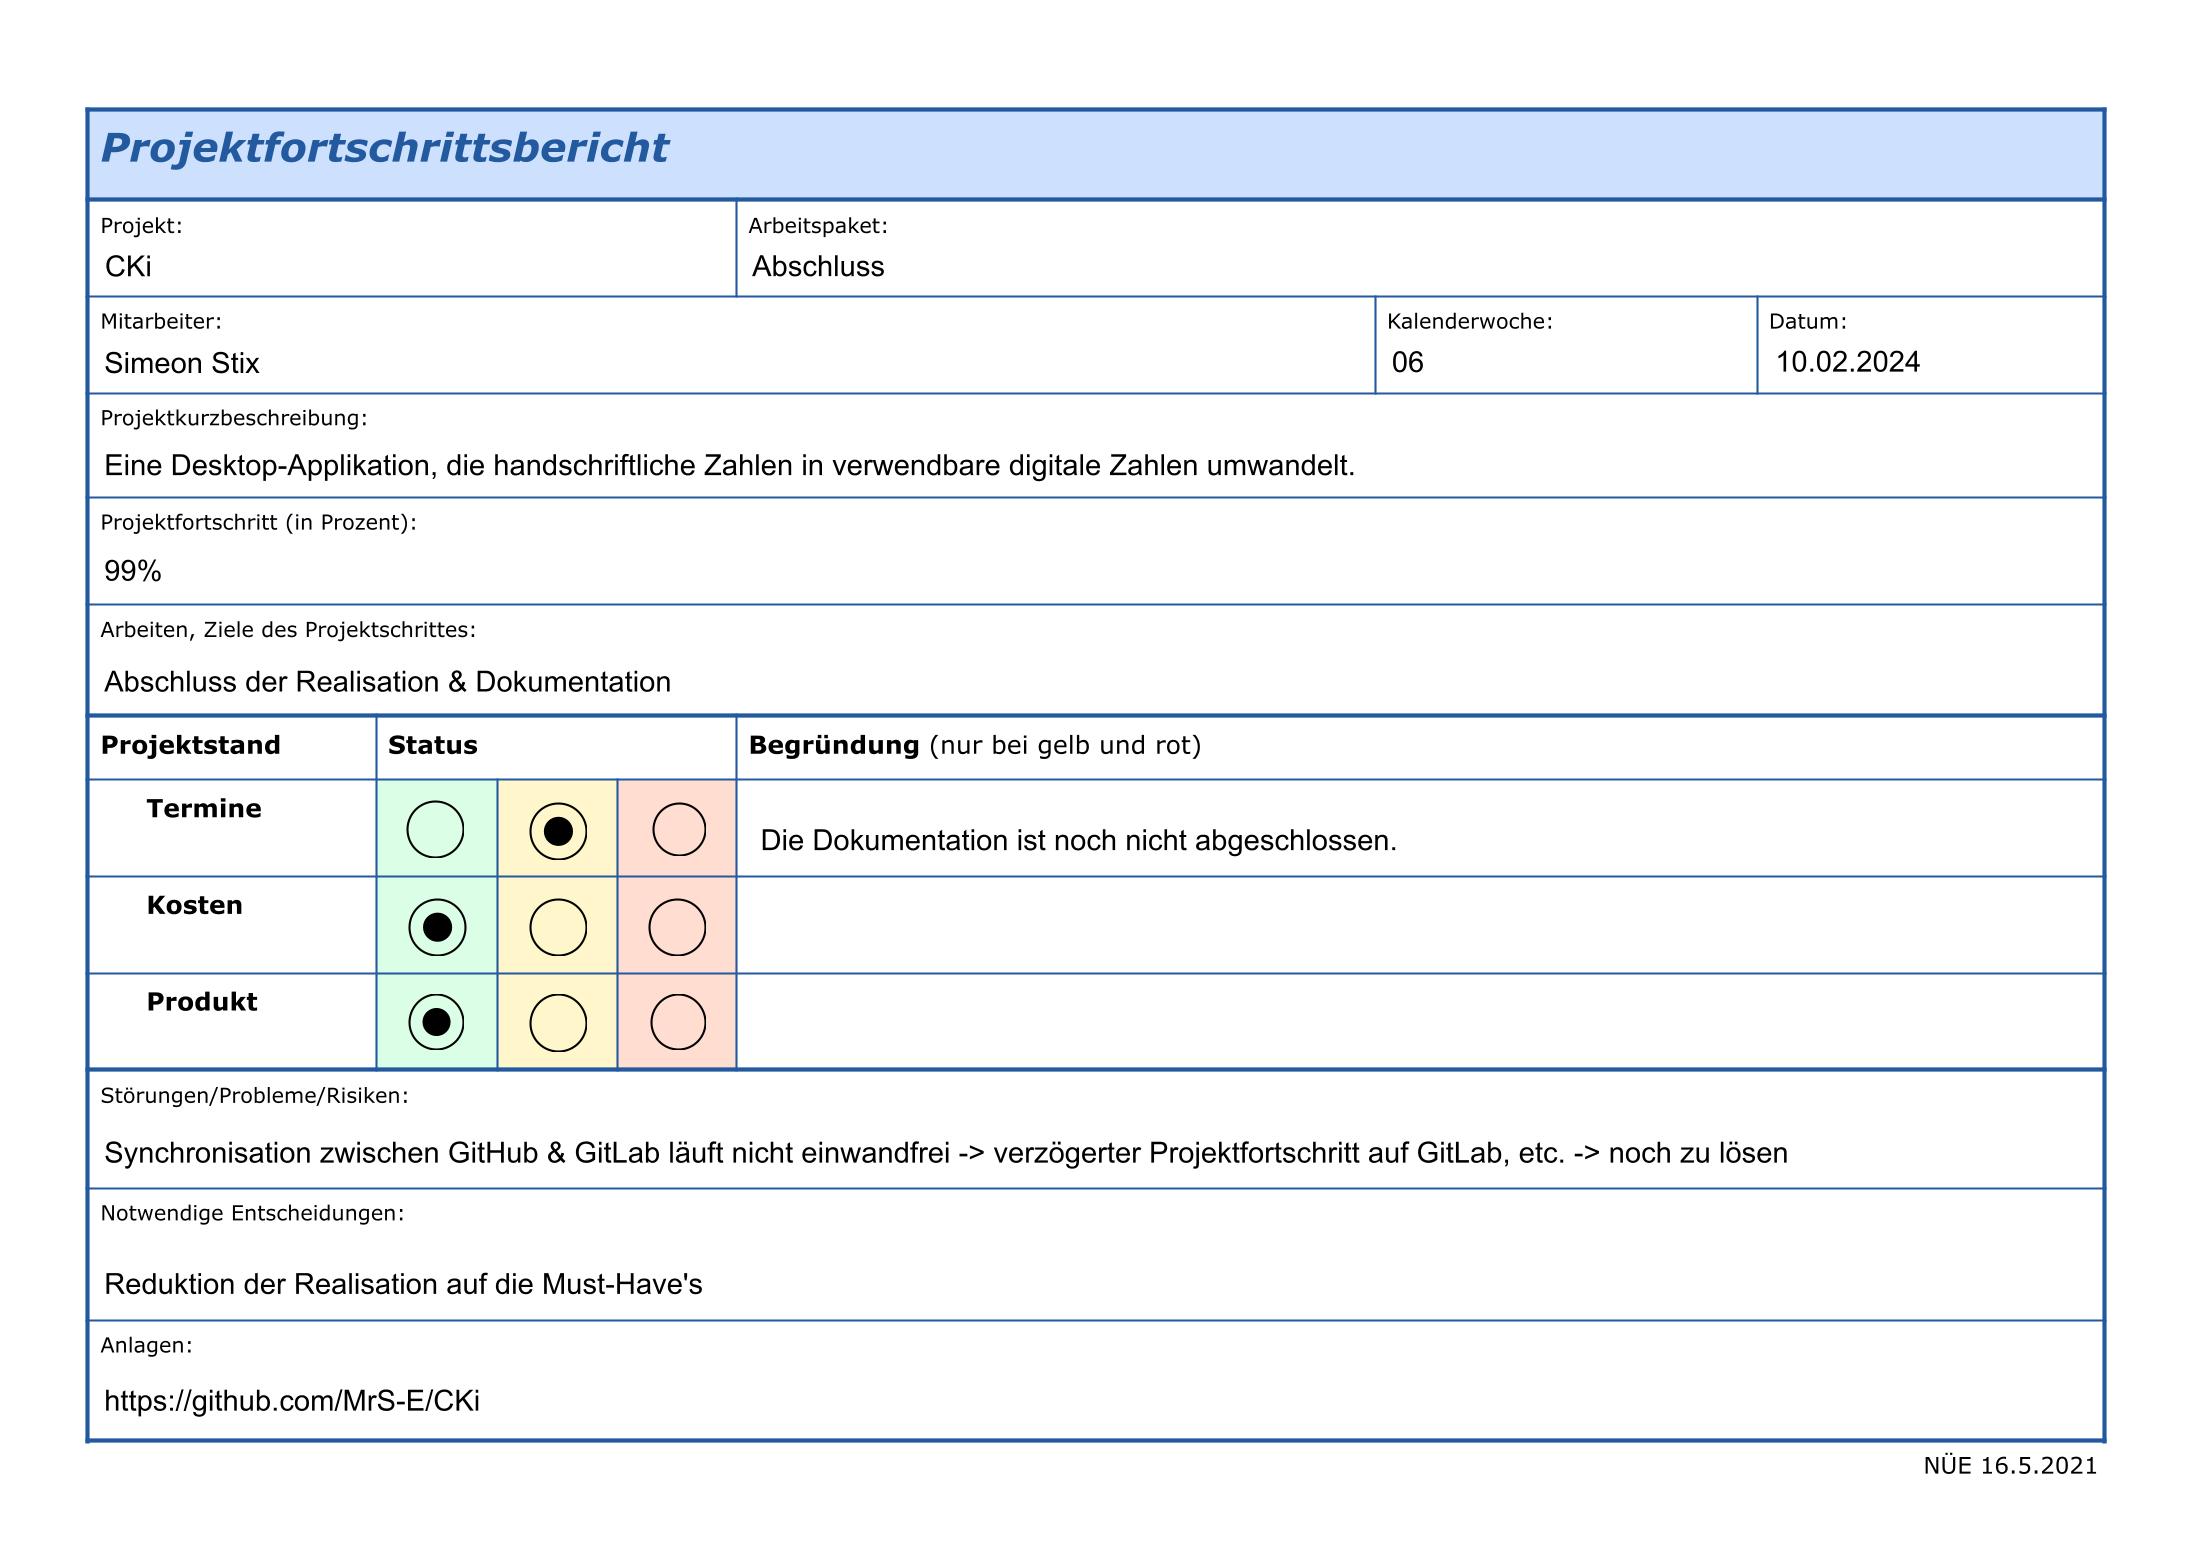 Projektfortschrittsbericht
Projekt:
CKi
Arbeitspaket:
Abschluss
Mitarbeiter:
Simeon Stix
Kalenderwoche:
06
Datum:
10.02.2024
Projektkurzbeschreibung:
Eine Desktop-Applikation, die handschriftliche Zahlen in verwendbare digitale Zahlen umwandelt.
Projektfortschritt (in Prozent):
99%
Arbeiten, Ziele des Projektschrittes:
Abschluss der Realisation & Dokumentation
Projektstand
Status
Begründung (nur bei gelb und rot)
Termine
Die Dokumentation ist noch nicht abgeschlossen.
Kosten
Produkt
Störungen/Probleme/Risiken:
Synchronisation zwischen GitHub & GitLab läuft nicht einwandfrei -> verzögerter Projektfortschritt auf GitLab, etc. -> noch zu lösen
Notwendige Entscheidungen:
Reduktion der Realisation auf die Must-Have's
Anlagen:
https://github.com/MrS-E/CKi
NÜE 16.5.2021